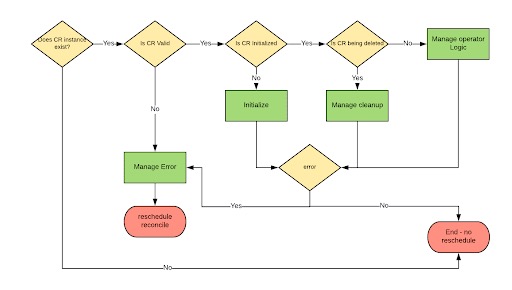 Does CR instance
exist?
Yes
Is CR Valid
Yes
Is CR Initialized
Yes
Is CR being deleted
No
Manage operator
Logic
No
Yes
No
Initialize
Manage cleanup
Manage Error
error
Yes
No
reschedule
reconcile
End - no
reschedule
No